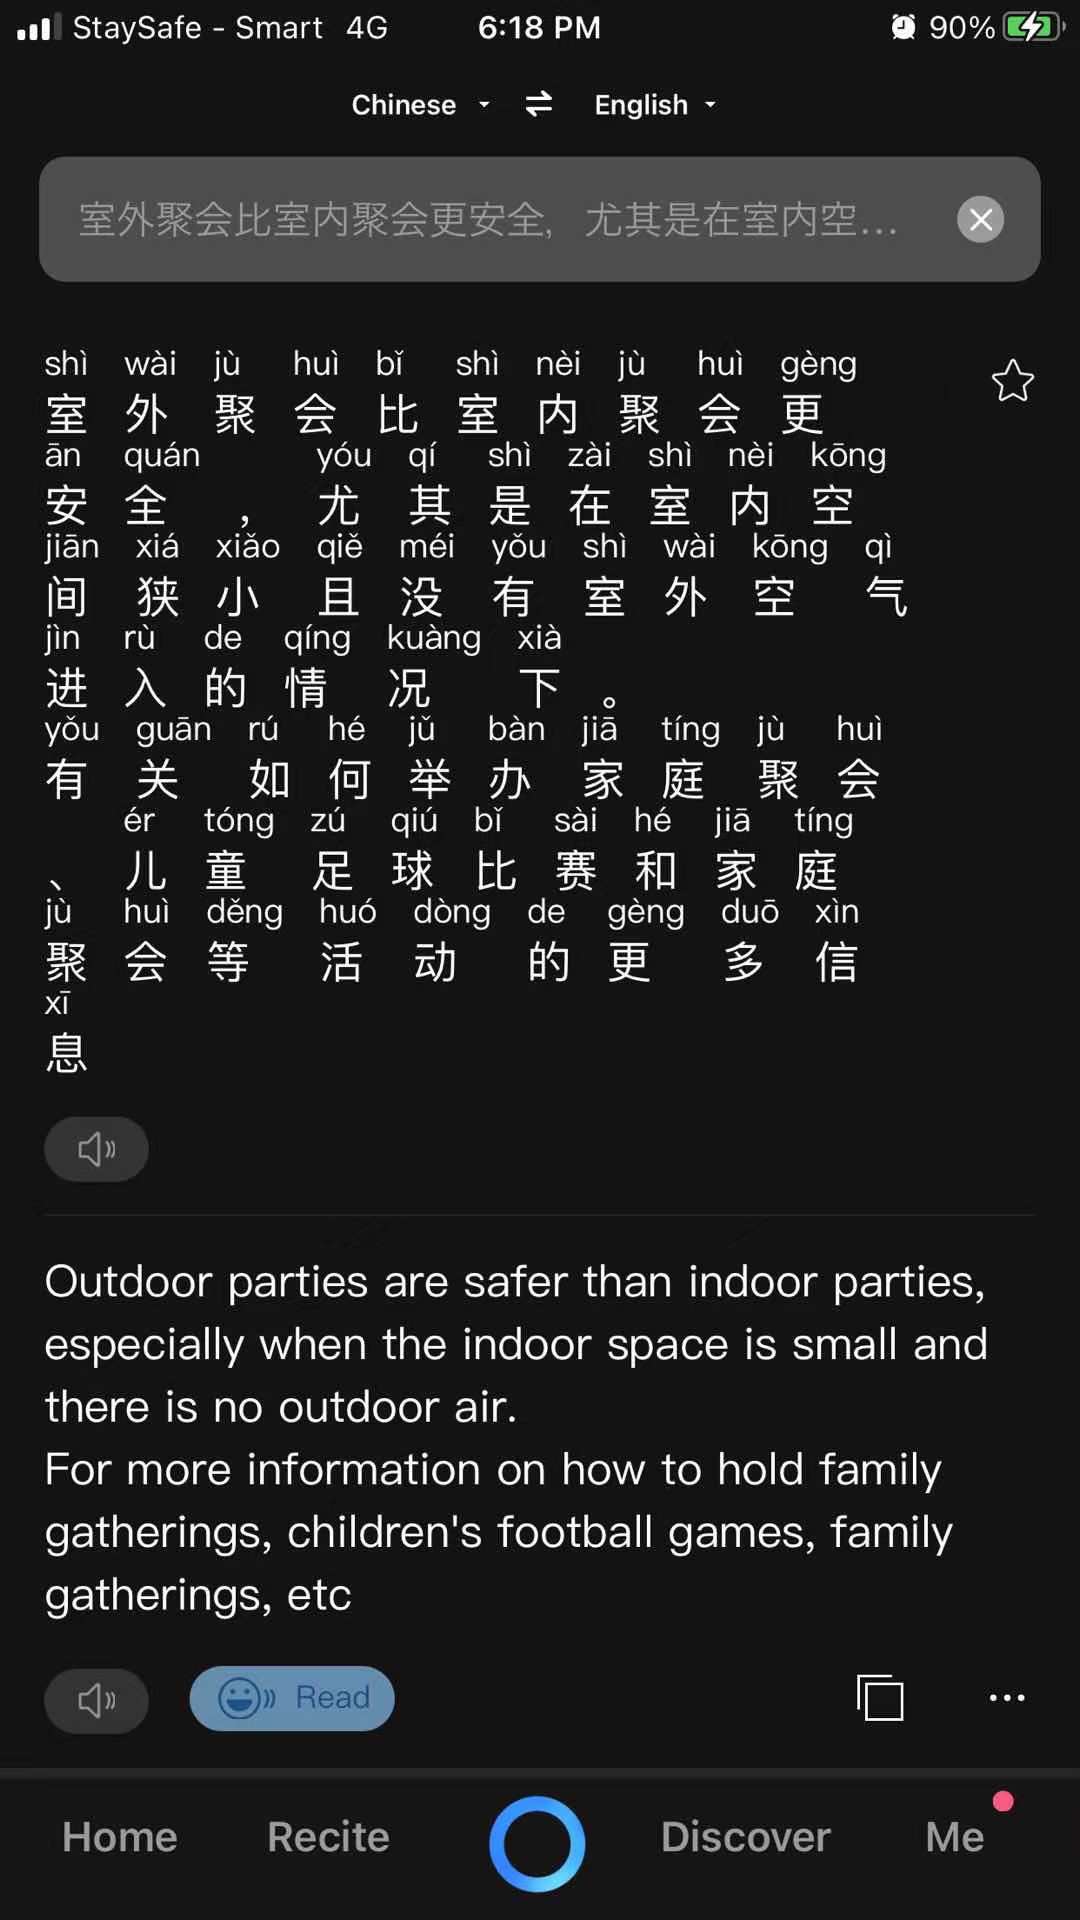 StaySafe - Smart 4G 6:18 PM 90%
Chinese English
室外聚会比室内聚会更安全，尤其是在室内空...
shì wài jù huì bǐ shì nèi jù huì gèng
室 外 聚 会 比 室 内 聚 会 更
ān quán yóu qí shì zài shì nèi kōng
安 全 ， 尤 其 是 在 室 内 空
jiān xiá xiǎo qiě méi yǒu shì wài kōng qì
间 狭 小 且 没 有 室 外 空 气
jìn rù de qíng kuàng xià
进 入 的 情 况 下 。
yǒu guān rú hé jǔ bàn jiā tíng jù huì
有 关 如 何 举 办 家 庭 聚 会
ér tóng zú qiú bǐ sài hé jiā tíng
、 儿 童 足 球 比 赛 和 家 庭
jù huì děng huó dòng de gèng duō xìn
聚 会 等 活 动 的 更 多 信
xī
息
Outdoor parties are safer than indoor parties,
especially when the indoor space is small and
there is no outdoor air.
For more information on how to hold family
gatherings, children's football games, family
gatherings, etc
Read
Home Recite Discover Me